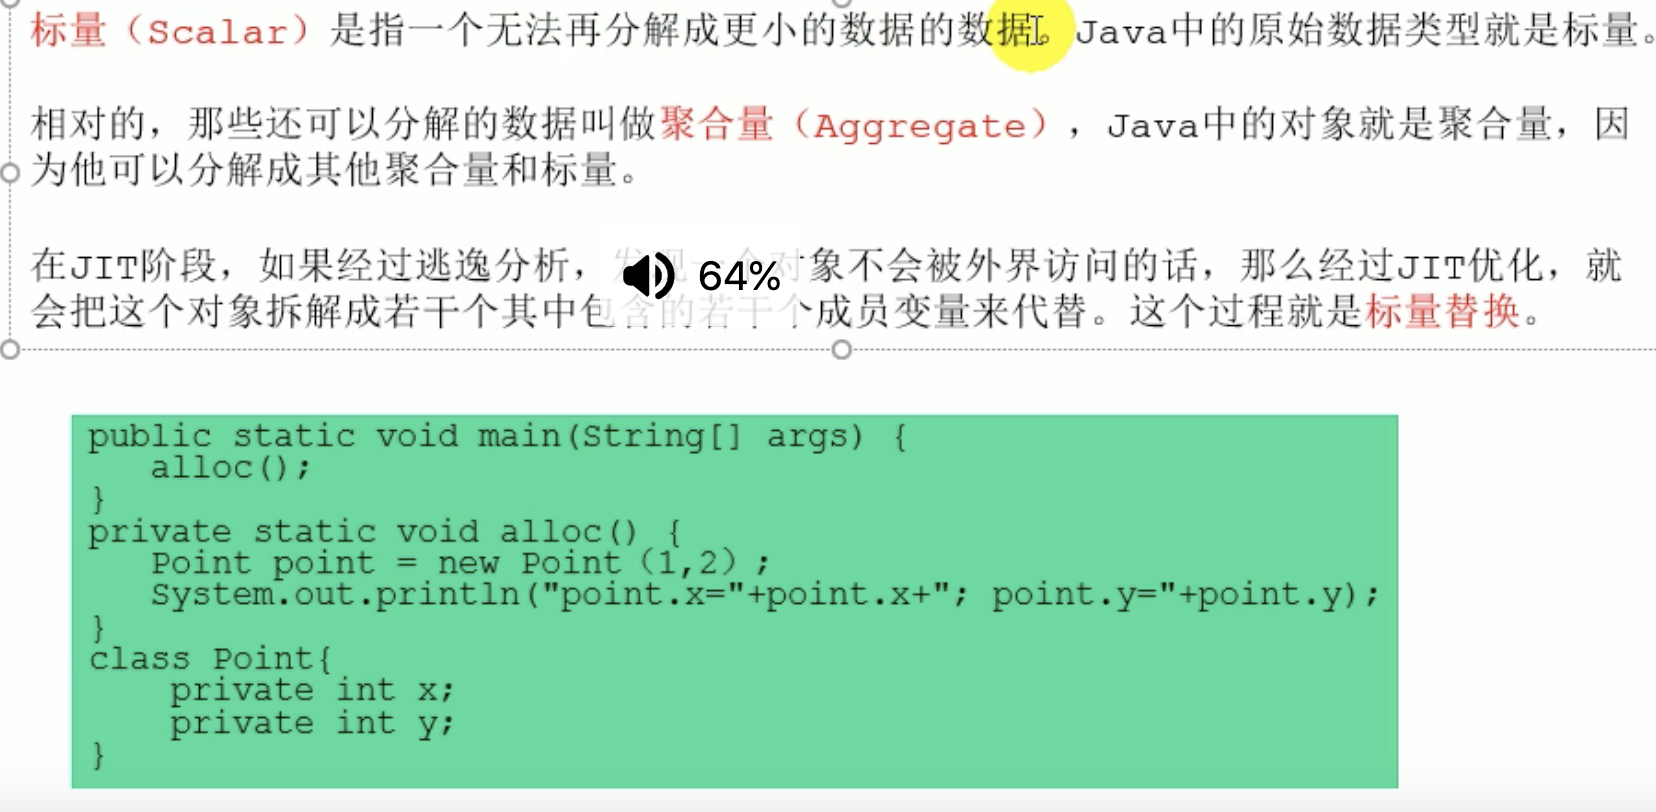 标量（Scalar）是指一个无法再分解成更小的数据的数据。Java中的原始数据类型就是标量。
相对的，那些还可以分解的数据叫做聚合量（Aggregate），Java中的对象就是聚合量，因
为他可以分解成其他聚合量和标量。
在JIT阶段，如果经过逃逸分析，发现一个对象不会被外界访问的话，那么经过JIT优化，就
64%
会把这个对象拆解成若干个其中包含的若干个成员变量来代替。这个过程就是标量替换。
public static void main(String[] args) {
alloc();
}
private static void alloc() {
Point point = new Point（1,2）;
System.out.println("point.x="+point.x+"; point.y="+point.y);
}
class Point{
private int x;
private int y;
}